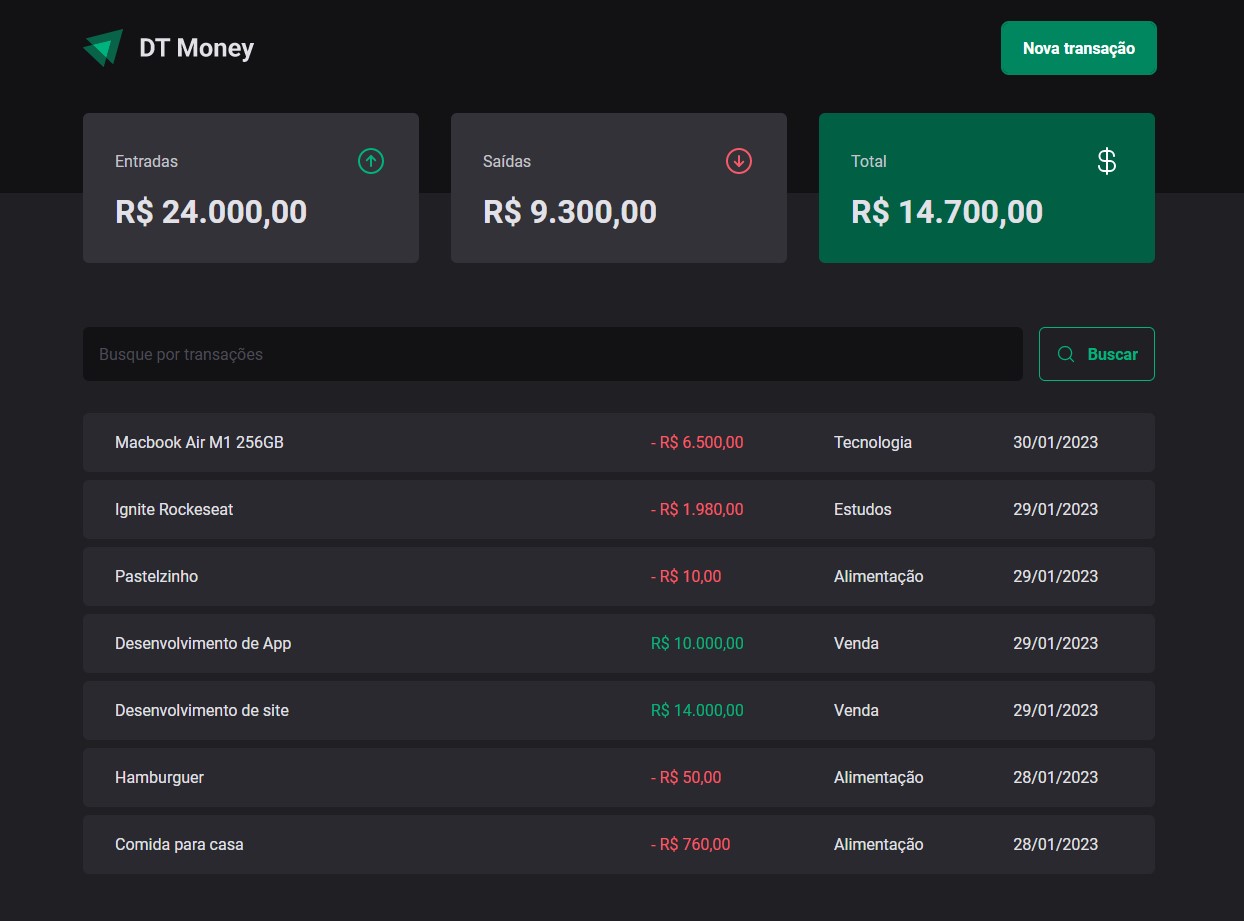 DT Money
Nova transação
Entradas
R$ 24.000,00
Saídas
R$ 9.300,00
Total
$
R$ 14.700,00
Busque por transações
Buscar
Macbook Air M1 256GB - R$ 6.500,00 Tecnologia 30/01/2023
Ignite Rockeseat - R$ 1.980,00 Estudos 29/01/2023
Pastelzinho - R$ 10,00 Alimentação 29/01/2023
Desenvolvimento de App R$ 10.000,00 Venda 29/01/2023
Desenvolvimento de site R$ 14.000,00 Venda 29/01/2023
Hamburguer - R$ 50,00 Alimentação 28/01/2023
Comida para casa - R$ 760,00 Alimentação 28/01/2023